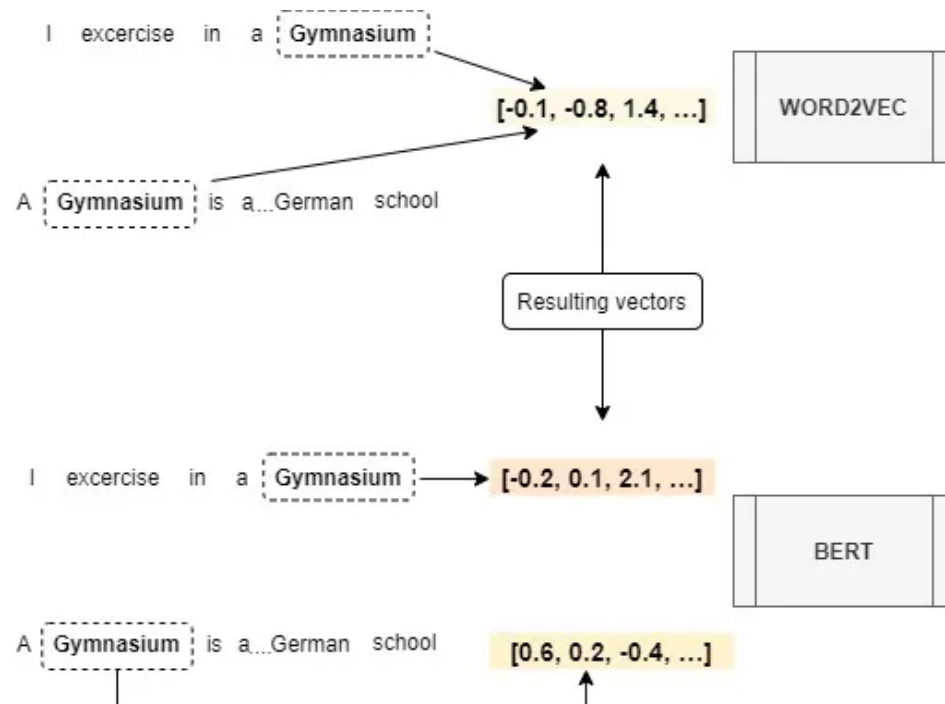 I excercise in a Gymnasium
[-0.1, -0.8, 1.4, ...]
WORD2VEC
A Gymnasium is a...German school
Resulting vectors
I excercise in a Gymnasium
[-0.2, 0.1, 2.1, ...]
BERT
A Gymnasium is a...German school
[0.6, 0.2, -0.4, ...]